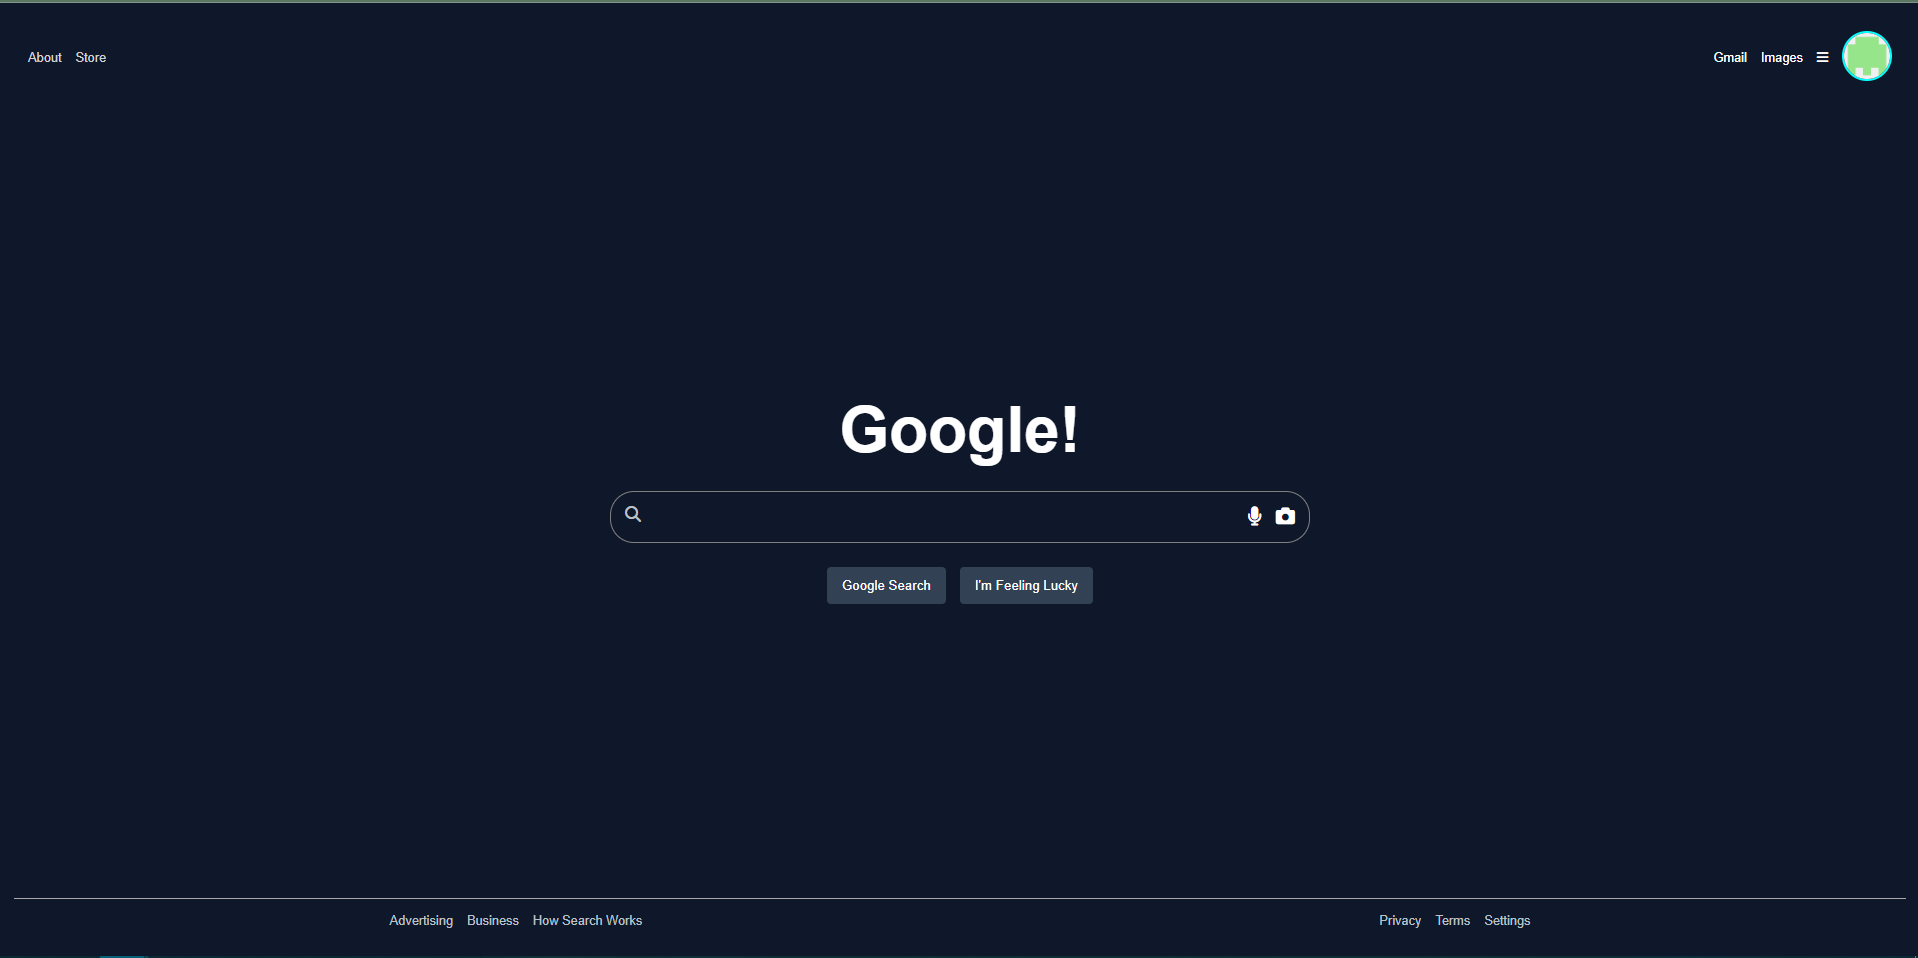 About Store
Gmail Images
Google!
Google Search I'm Feeling Lucky
Advertising Business How Search Works
Privacy Terms Settings